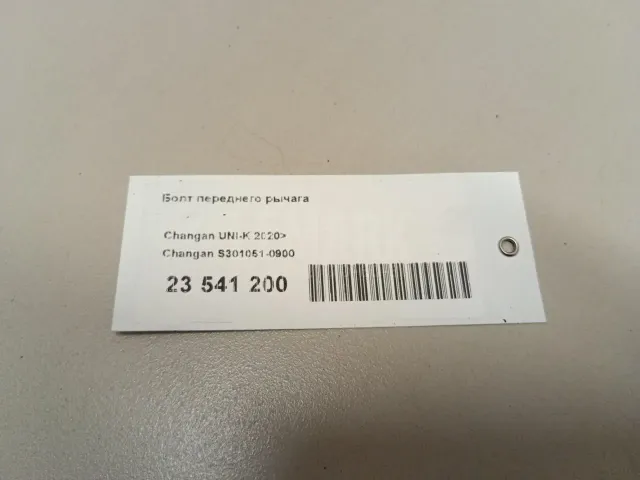 Болт переднего рычага
Changan UNI-K 2020>
Changan S301051-0900
23 541 200